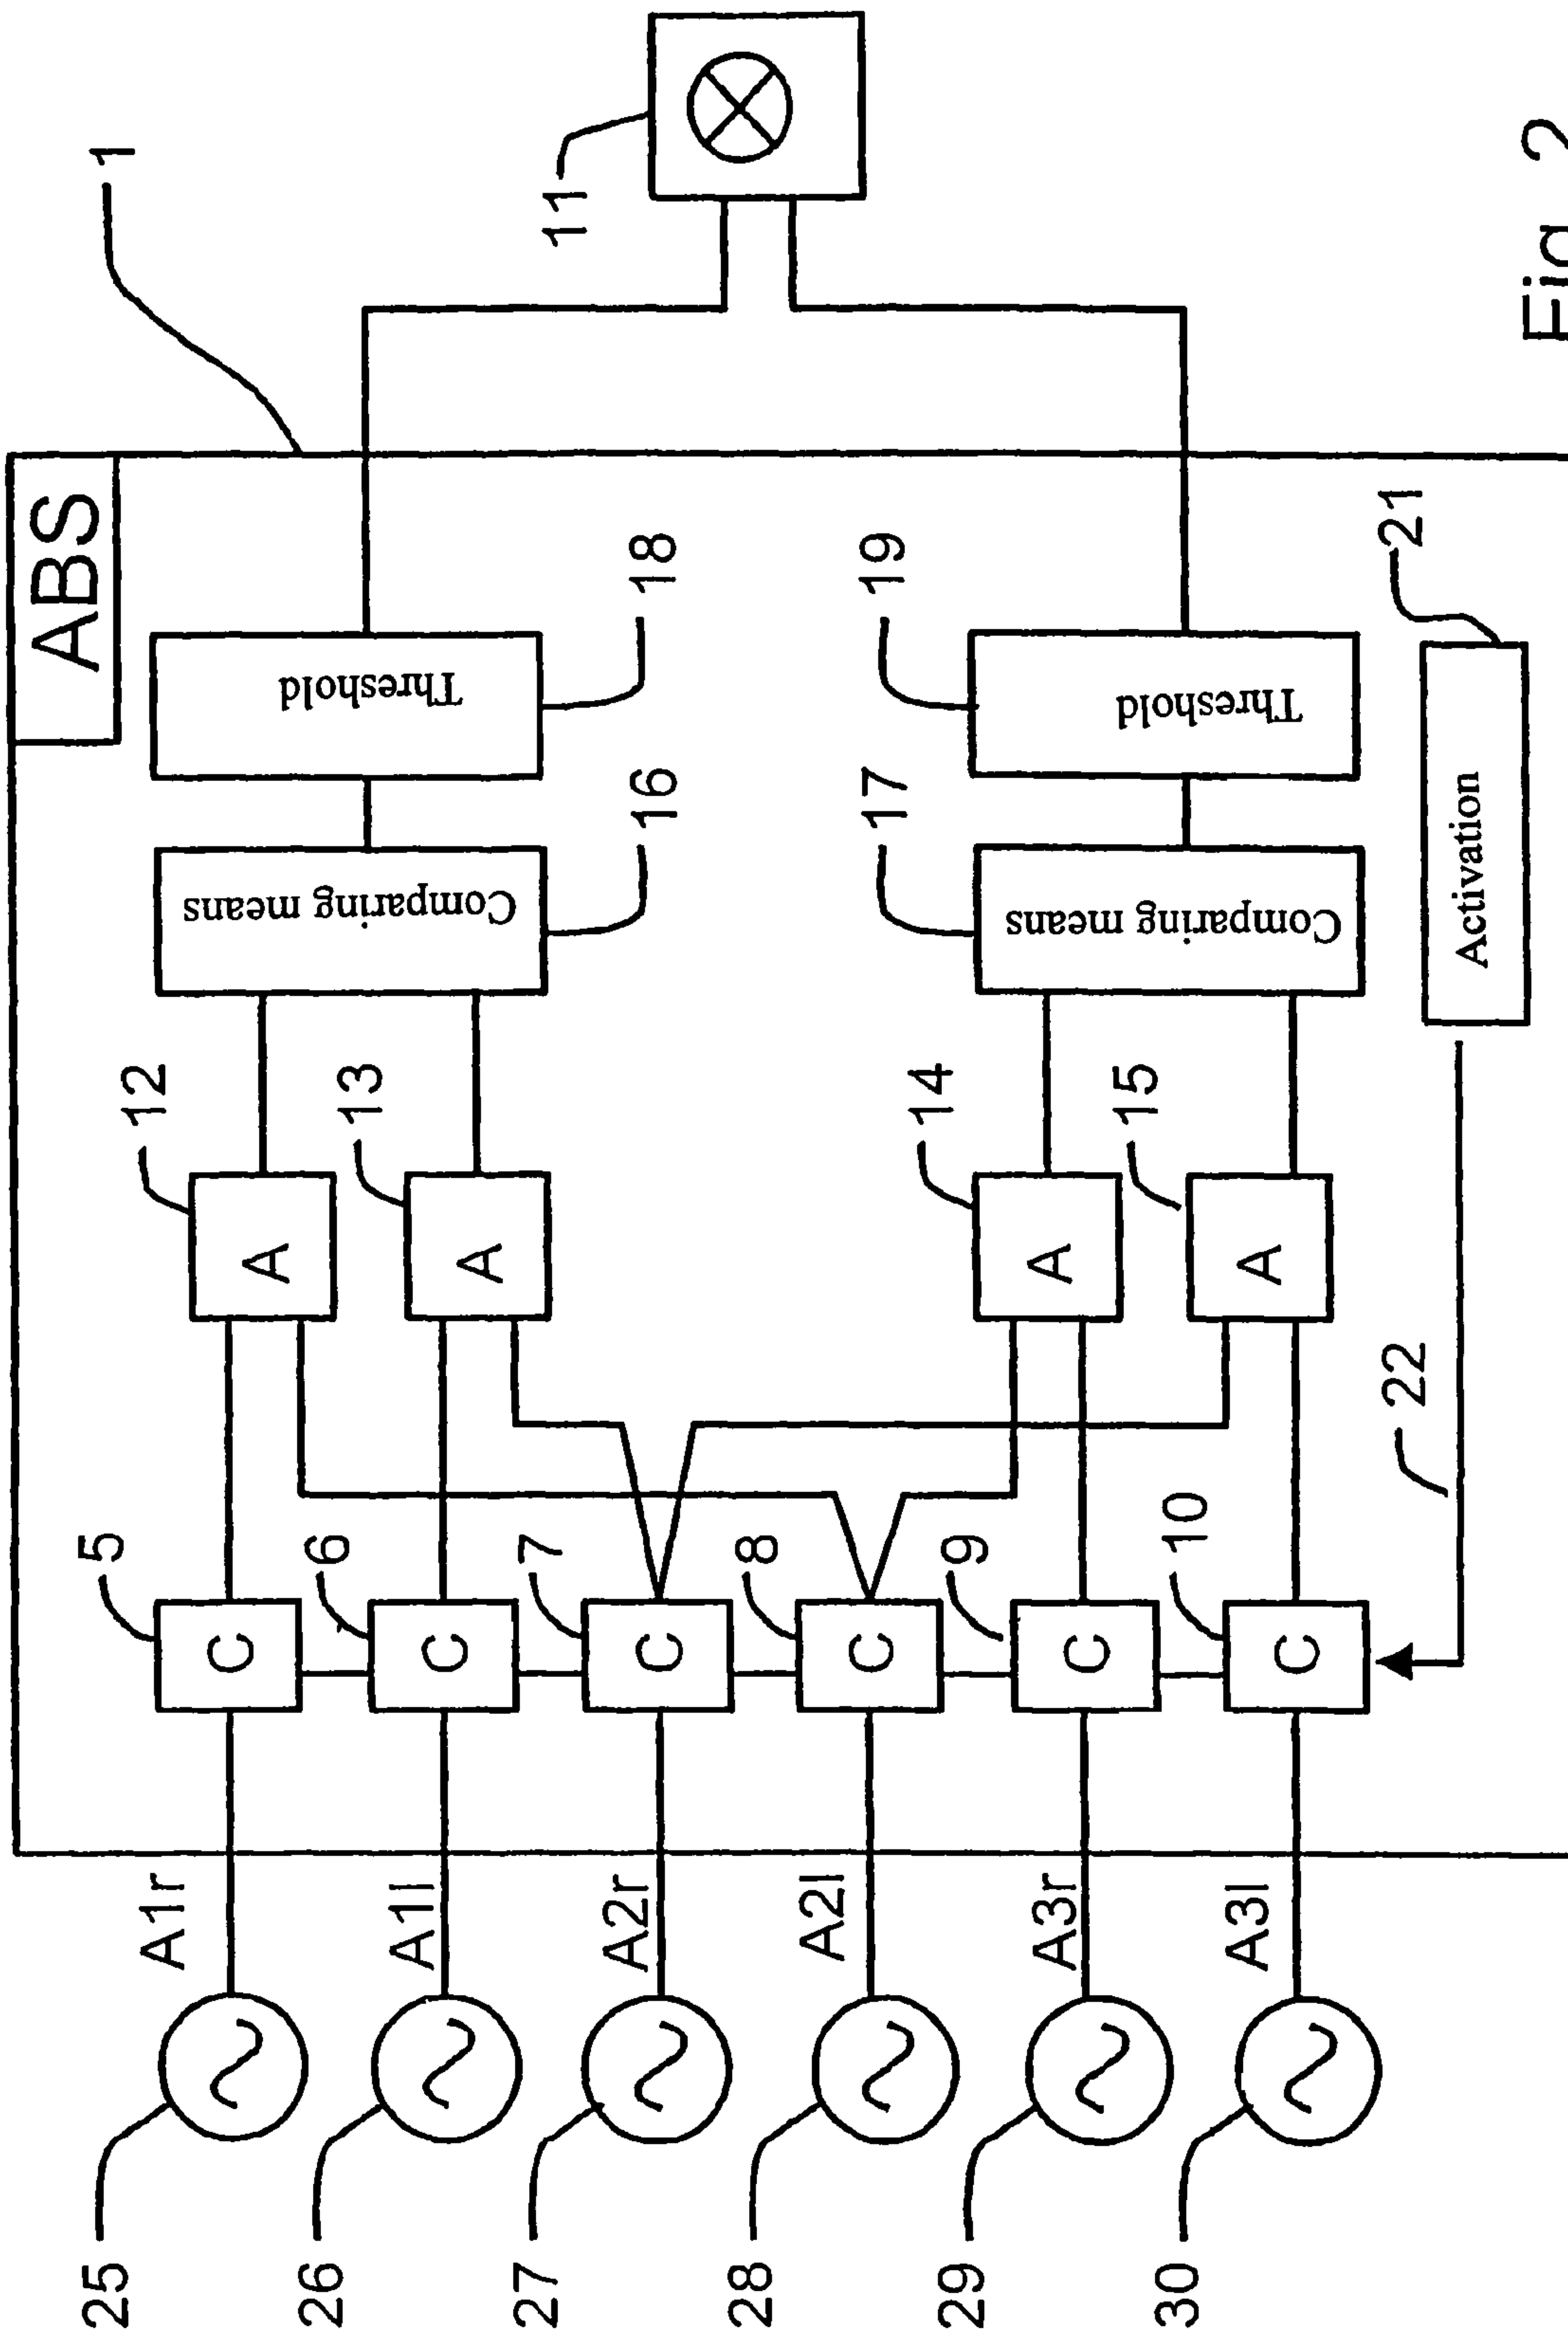 1
ABS
11
Threshold
18
Threshold
19
21
Comparing means
16
Comparing means
17
Activation
12
A
13
A
14
A
15
A
22
5
C
6
C
7
C
8
C
9
C
10
C
A1r
A1l
A2r
A2l
A3r
A3l
25
26
27
28
29
30
Fig. 2